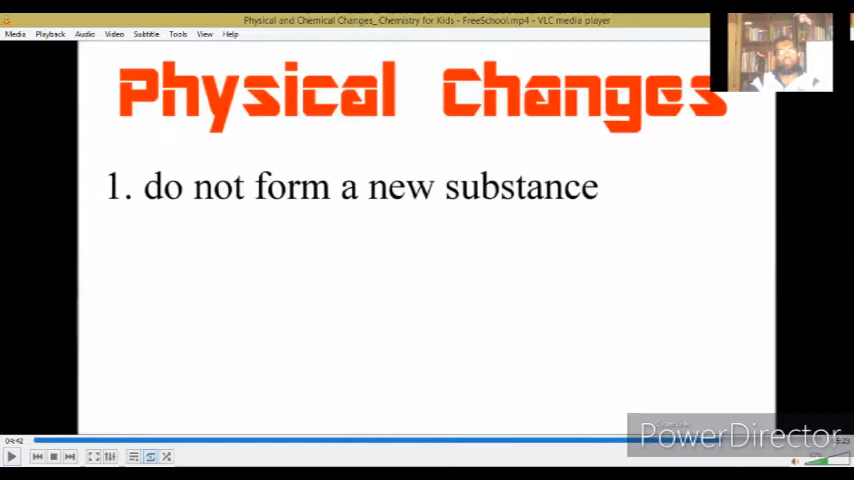 Physical and Chemical Changes_ Chemistry for Kids - FreeSchool.mp4 - VLC media player
Media Playback Audio Video Subtitle Tools View Help
Physical Changes
1. do not form a new substance
CyberLink
PowerDirector
04:42